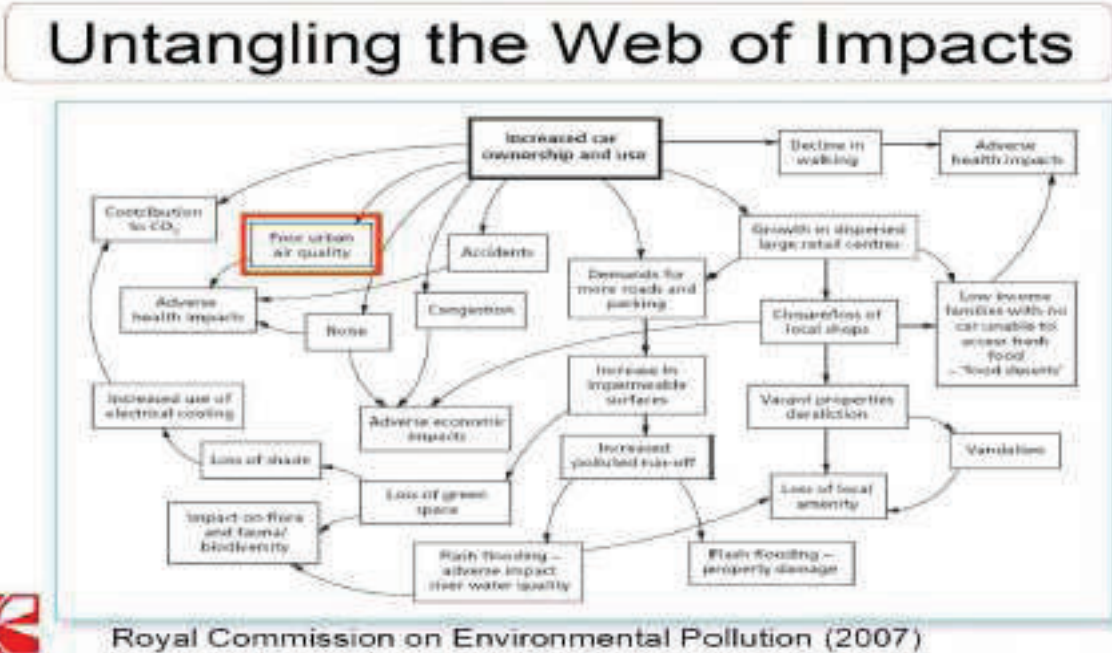 Untangling the Web of Impacts
Increased car
ownership and use
Decline in
walking
Adverse
health impacts
Contribution
to CO₂
Poor urban
air quality
Accidents
Growth in dispersed
large retail centres
Demands for
more roads and
parking
Adverse
health impacts
Noise
Congestion
Closure/loss of
local shops
Low income
families with no
car unable to
access fresh
food
– 'food deserts'
Increased use of
electrical cooling
Adverse economic
impacts
Increase in
impermeable
surfaces
Vacant properties
dereliction
Loss of shade
Increased
polluted run-off
Vandalism
Loss of green
space
Loss of local
amenity
Impact on flora
and fauna/
biodiversity
Flash flooding –
adverse impact
river water quality
Flash flooding –
property damage
Royal Commission on Environmental Pollution (2007)